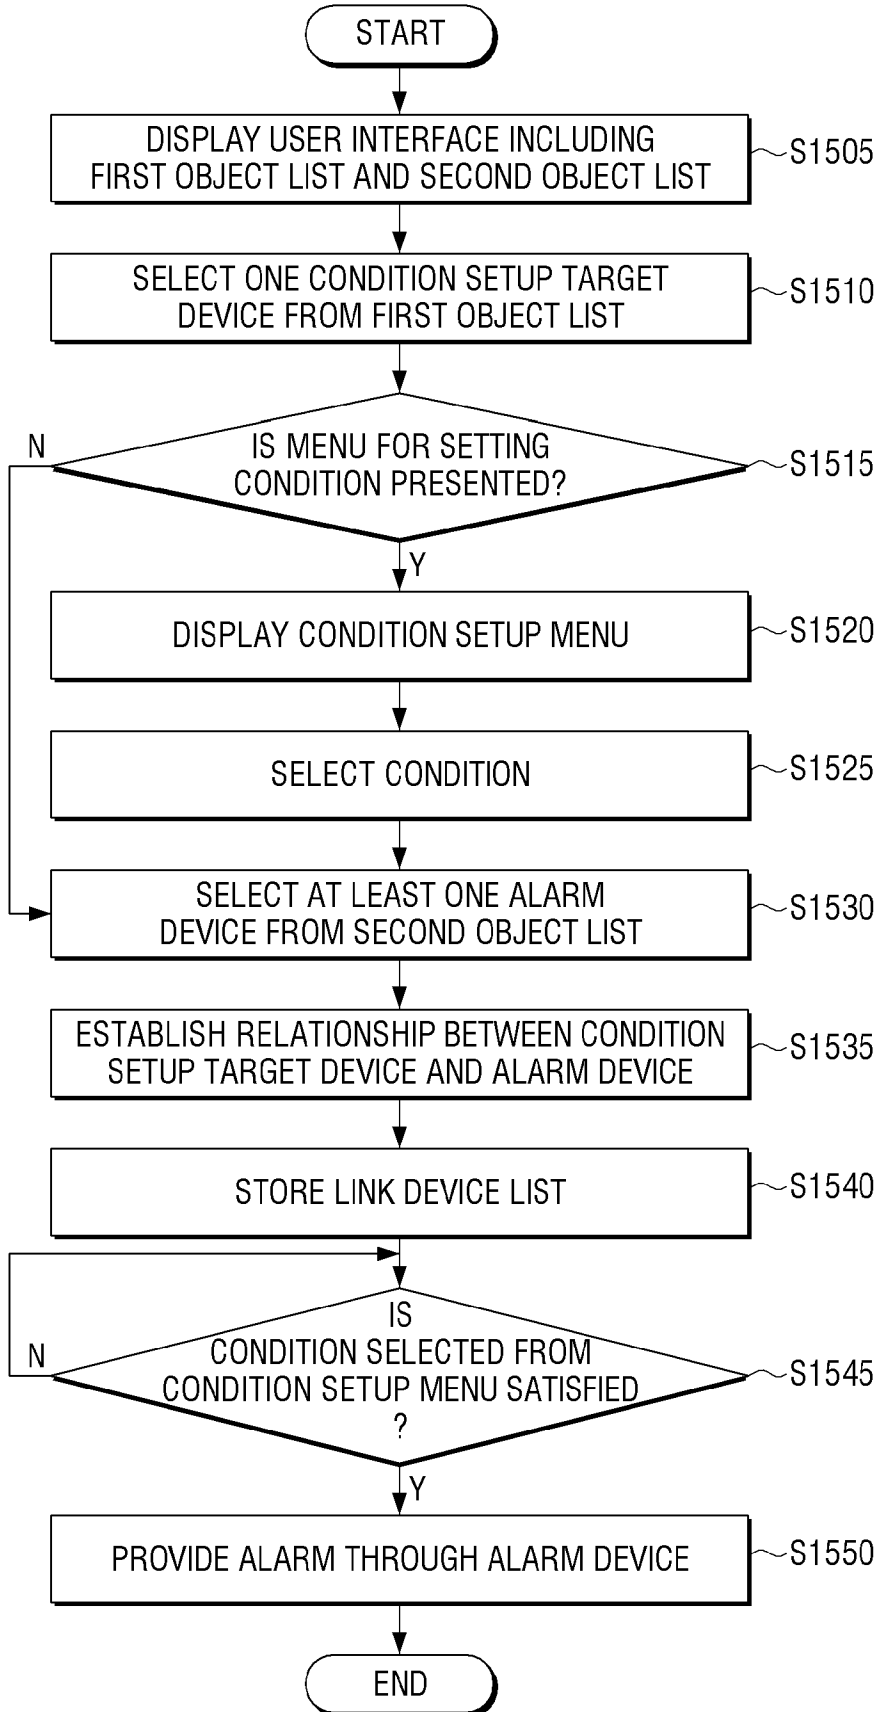 START
DISPLAY USER INTERFACE INCLUDING
FIRST OBJECT LIST AND SECOND OBJECT LIST
S1505
SELECT ONE CONDITION SETUP TARGET
DEVICE FROM FIRST OBJECT LIST
S1510
N
IS MENU FOR SETTING
CONDITION PRESENTED?
S1515
Y
DISPLAY CONDITION SETUP MENU
S1520
SELECT CONDITION
S1525
SELECT AT LEAST ONE ALARM
DEVICE FROM SECOND OBJECT LIST
S1530
ESTABLISH RELATIONSHIP BETWEEN CONDITION
SETUP TARGET DEVICE AND ALARM DEVICE
S1535
STORE LINK DEVICE LIST
S1540
N
IS
CONDITION SELECTED FROM
CONDITION SETUP MENU SATISFIED
?
S1545
Y
PROVIDE ALARM THROUGH ALARM DEVICE
S1550
END